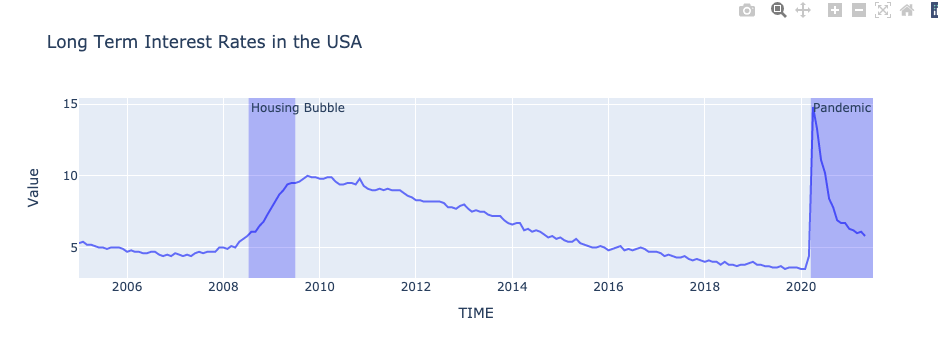 Long Term Interest Rates in the USA
Housing Bubble
Pandemic
15
10
5
Value
2006 2008 2010 2012 2014 2016 2018 2020
TIME